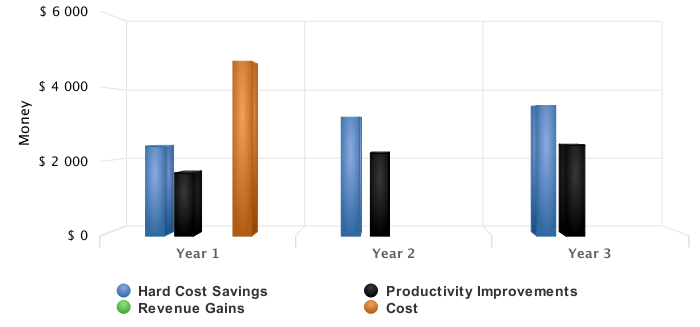 $ 6 000
$ 4 000
$ 2 000
$ 0
Money
Year 1 Year 2 Year 3
Hard Cost Savings Productivity Improvements
Revenue Gains Cost